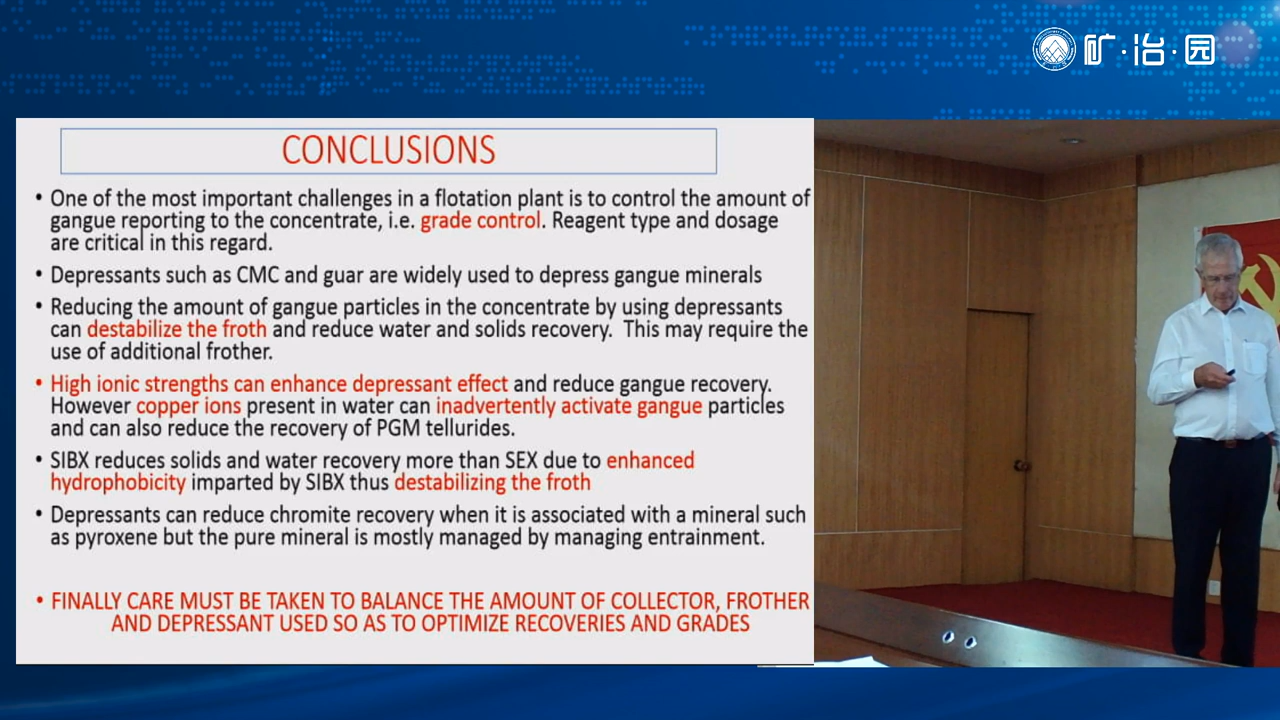 矿·冶·园
CONCLUSIONS
• One of the most important challenges in a flotation plant is to control the amount of
gangue reporting to the concentrate, i.e. grade control. Reagent type and dosage
are critical in this regard.
• Depressants such as CMC and guar are widely used to depress gangue minerals
• Reducing the amount of gangue particles in the concentrate by using depressants
can destabilize the froth and reduce water and solids recovery. This may require the
use of additional frother.
• High ionic strengths can enhance depressant effect and reduce gangue recovery.
However copper ions present in water can inadvertently activate gangue particles
and can also reduce the recovery of PGM tellurides.
• SIBX reduces solids and water recovery more than SEX due to enhanced
hydrophobicity imparted by SIBX thus destabilizing the froth
• Depressants can reduce chromite recovery when it is associated with a mineral such
as pyroxene but the pure mineral is mostly managed by managing entrainment.
• FINALLY CARE MUST BE TAKEN TO BALANCE THE AMOUNT OF COLLECTOR, FROTHER
AND DEPRESSANT USED SO AS TO OPTIMIZE RECOVERIES AND GRADES